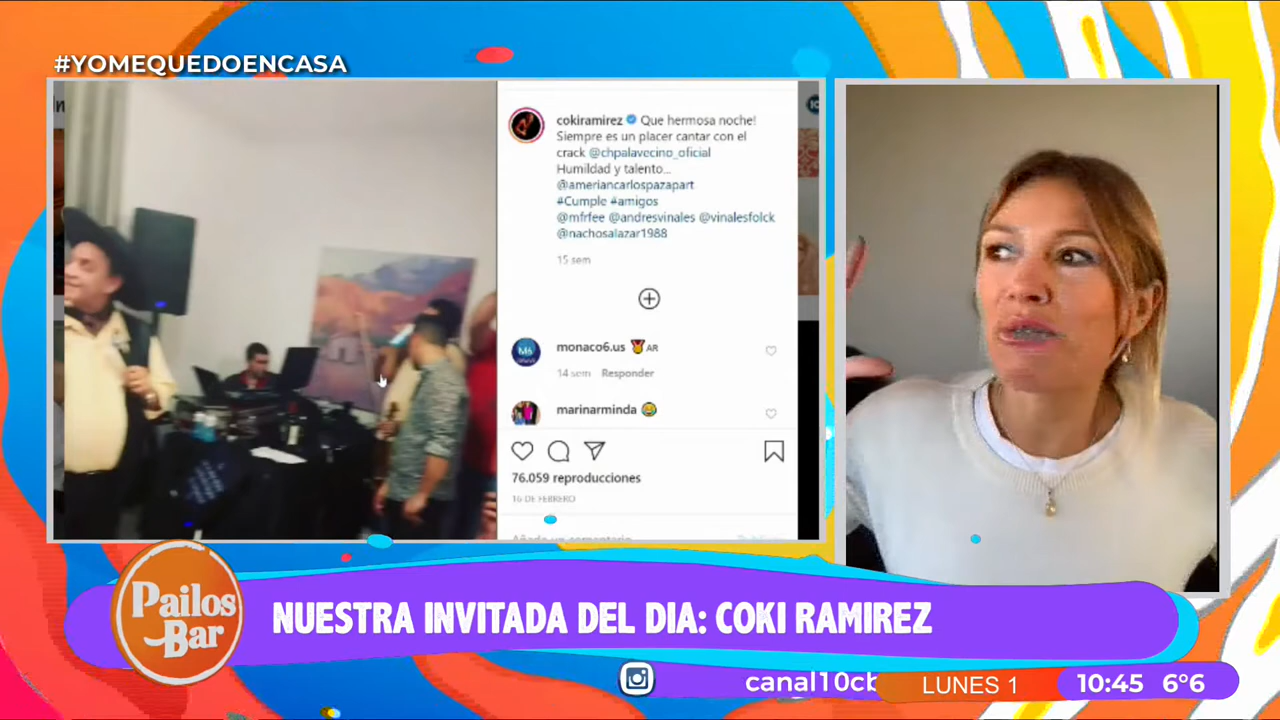 #YOMEQUEDOENCASA
cokiramirez Que hermosa noche!
Siempre es un placer cantar con el
crack @chpalavecino_oficial
Humildad y talento...
@ameriancarlospazapart
#Cumple #amigos
@mfrfee @andresvinales @vinalesfolck
@nachosalazar1988
15 sem
monaco6.us AR
14 sem Responder
marinarminda
76.059 reproducciones
16 DE FEBRERO
Pailos
Bar
NUESTRA INVITADA DEL DIA: COKI RAMIREZ
canal10cb
LUNES 1
10:45 6°6